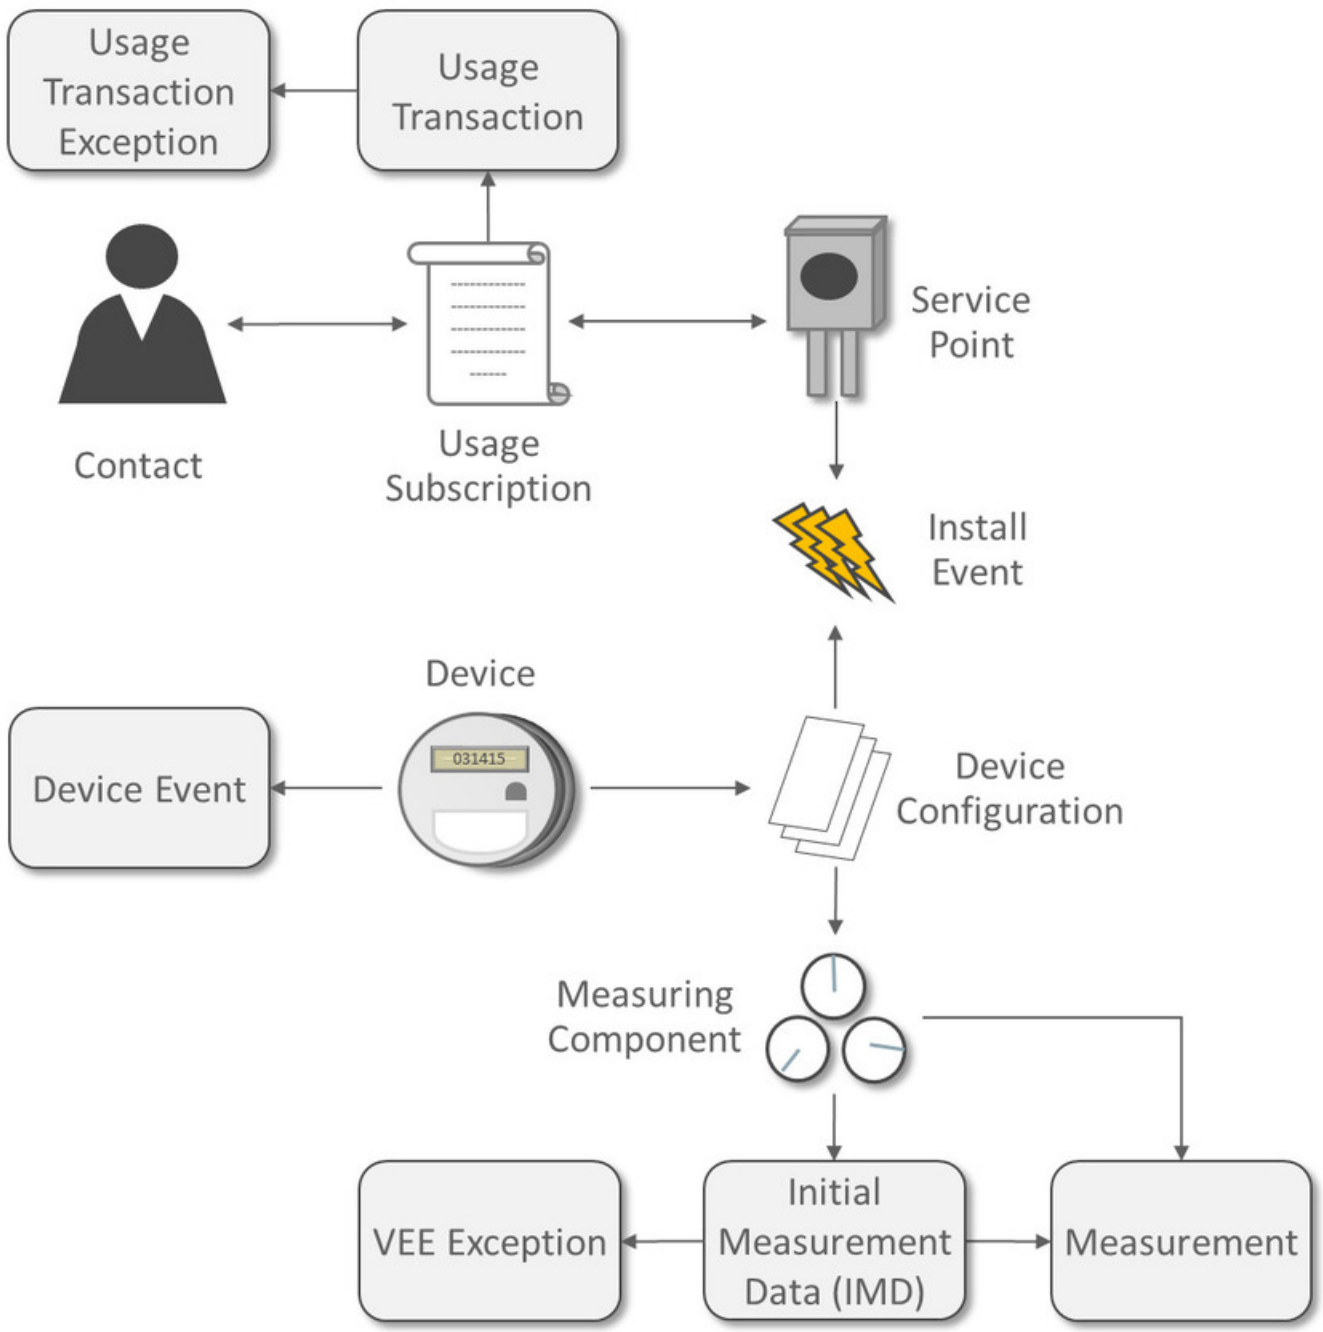 Usage
Transaction
Exception
Usage
Transaction
Service
Point
Contact
Usage
Subscription
Install
Event
Device
031415
Device Event
Device
Configuration
Measuring
Component
VEE Exception
Initial
Measurement
Data (IMD)
Measurement